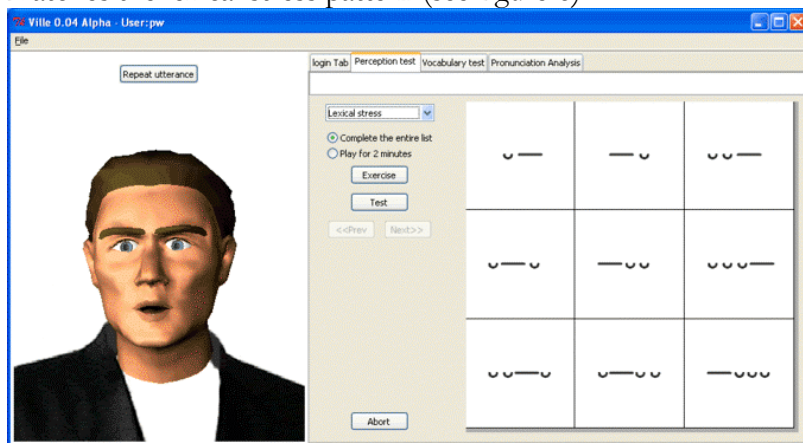 Ville 0.04 Alpha - User:pw
File
Repeat utterance
login Tab Perception test Vocabulary test Pronunciation Analysis
Lexical stress
Complete the entire list
Play for 2 minutes
Exercise
Test
<<Prev Next>>
Abort